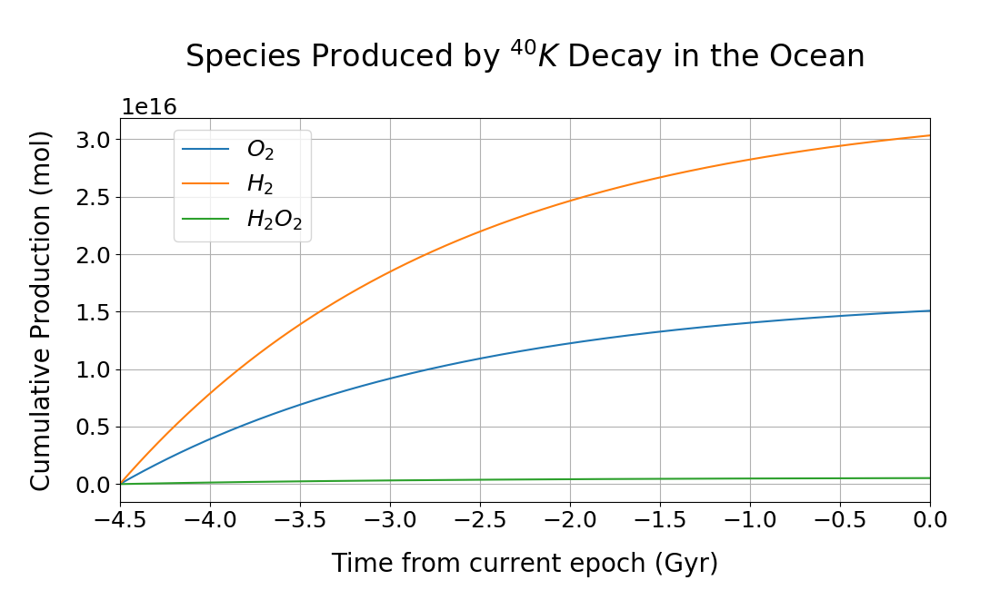 Species Produced by ⁴⁰K Decay in the Ocean
1e16
Cumulative Production (mol)
3.0
2.5
2.0
1.5
1.0
0.5
0.0
O₂
H₂
H₂O₂
−4.5 −4.0 −3.5 −3.0 −2.5 −2.0 −1.5 −1.0 −0.5 0.0
Time from current epoch (Gyr)